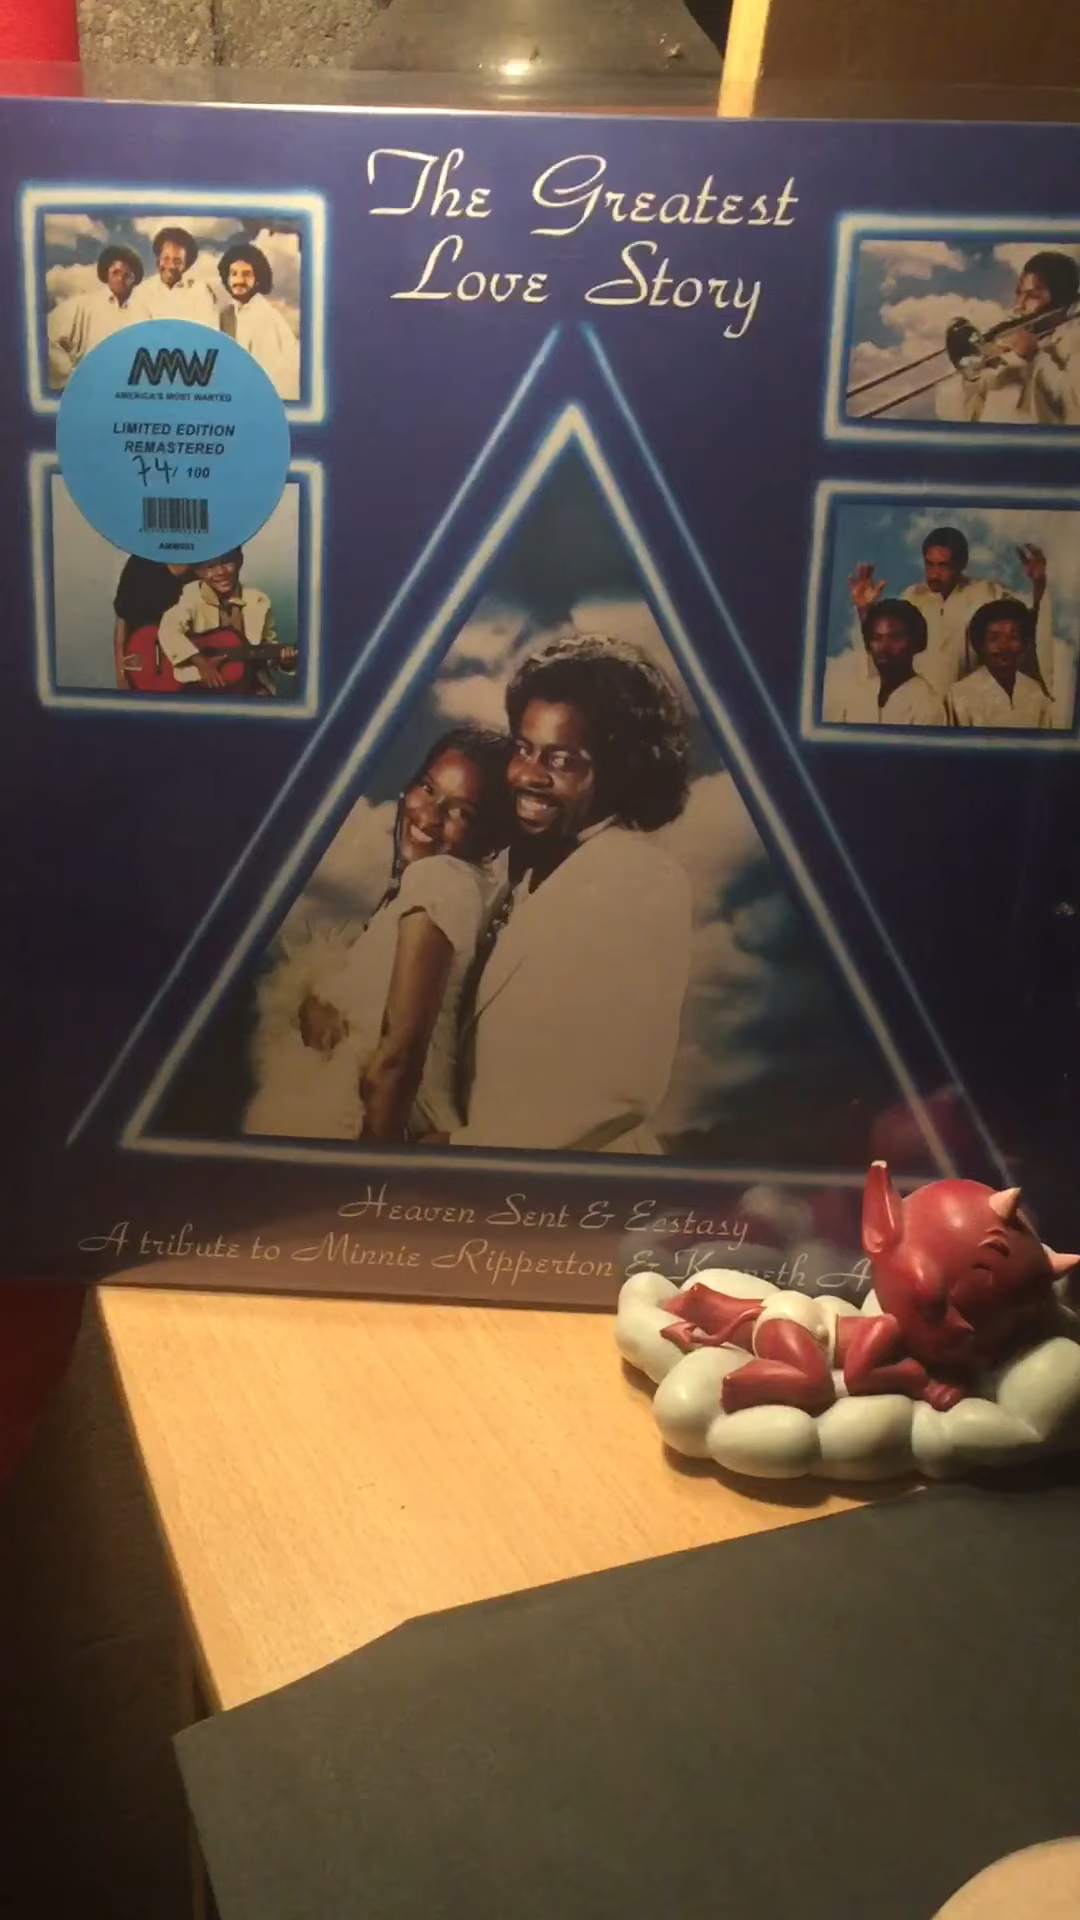 The Greatest
Love Story
AMW
AMERICA'S MOST WANTED
LIMITED EDITION
REMASTERED
74/ 100
Heaven Sent & Ecstasy
A tribute to Minnie Ripperton &